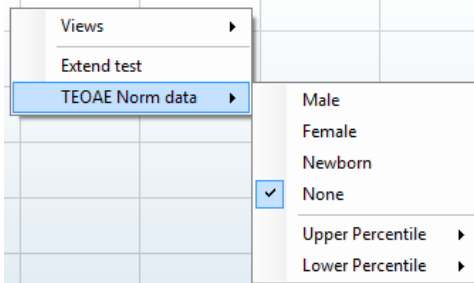 Views
Extend test
TEOAE Norm data
Male
Female
Newborn
None
Upper Percentile
Lower Percentile